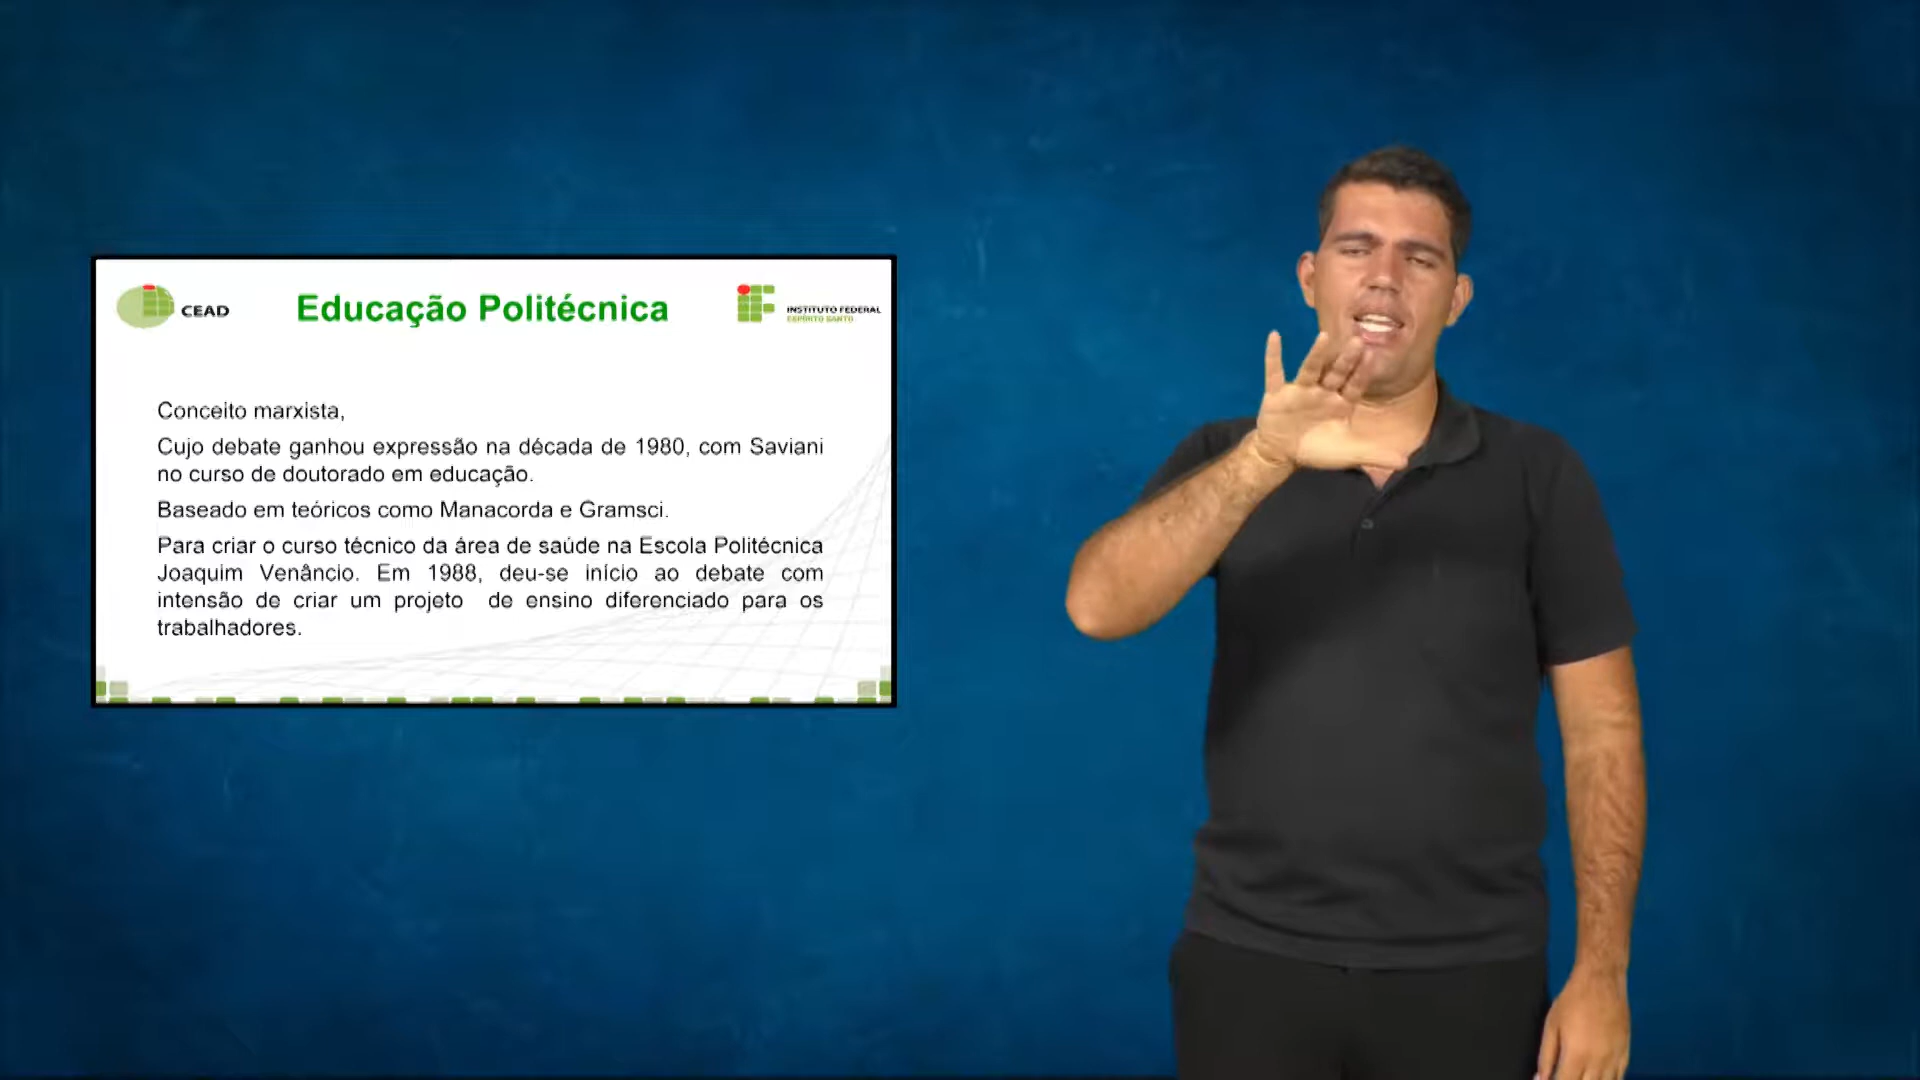 CEAD
Educação Politécnica
INSTITUTO FEDERAL
ESPÍRITO SANTO
Conceito marxista,
Cujo debate ganhou expressão na década de 1980, com Saviani
no curso de doutorado em educação.
Baseado em teóricos como Manacorda e Gramsci.
Para criar o curso técnico da área de saúde na Escola Politécnica
Joaquim Venâncio. Em 1988, deu-se início ao debate com
intensão de criar um projeto de ensino diferenciado para os
trabalhadores.